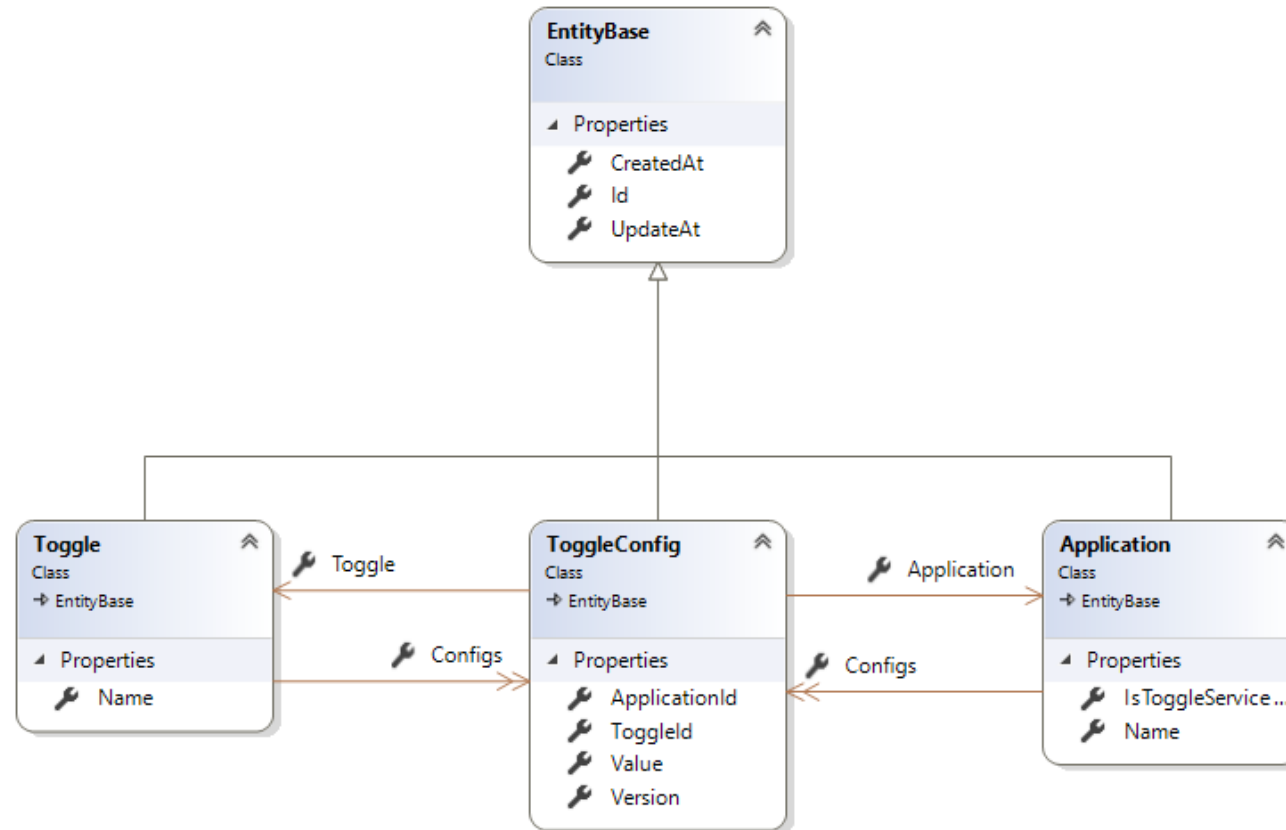 EntityBase
Class
Properties
CreatedAt
Id
UpdateAt
Toggle
Class
EntityBase
Properties
Name
Toggle
Configs
ToggleConfig
Class
EntityBase
Properties
ApplicationId
ToggleId
Value
Version
Application
Configs
Application
Class
EntityBase
Properties
IsToggleService...
Name